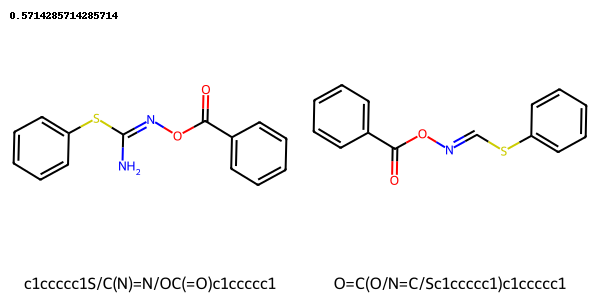 0.5714285714285714
S N O O NH2
O O N S
c1ccccc1S/C(N)=N/OC(=O)c1ccccc1 O=C(O/N=C/Sc1ccccc1)c1ccccc1